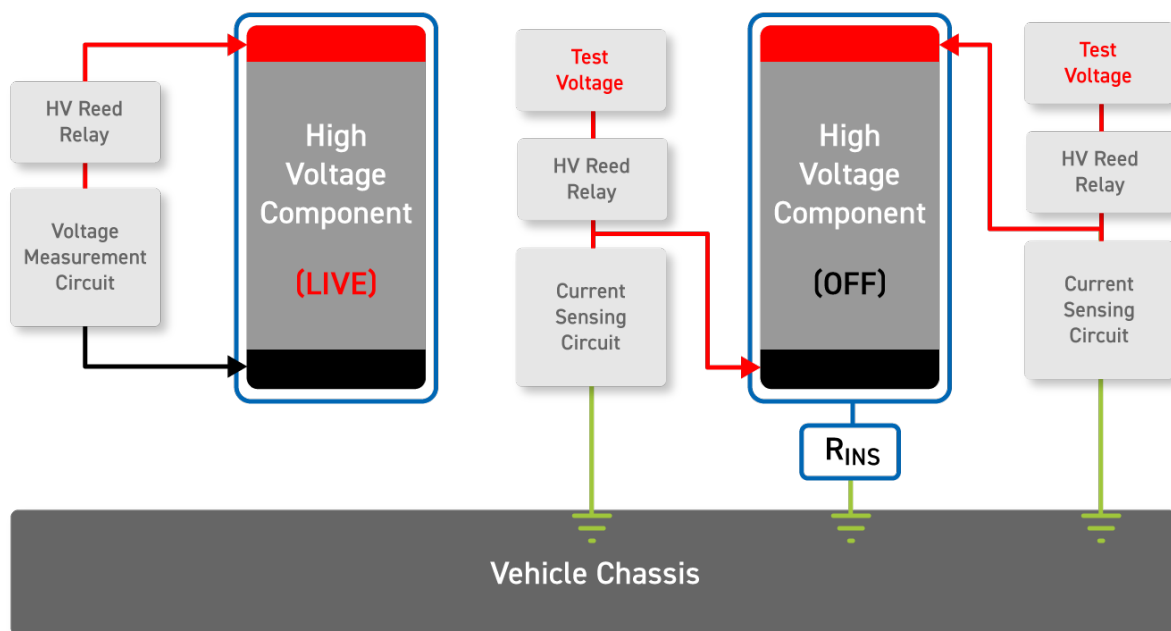 HV Reed
Relay
Voltage
Measurement
Circuit
High
Voltage
Component
(LIVE)
Test
Voltage
HV Reed
Relay
Current
Sensing
Circuit
High
Voltage
Component
(OFF)
RINS
Test
Voltage
HV Reed
Relay
Current
Sensing
Circuit
Vehicle Chassis